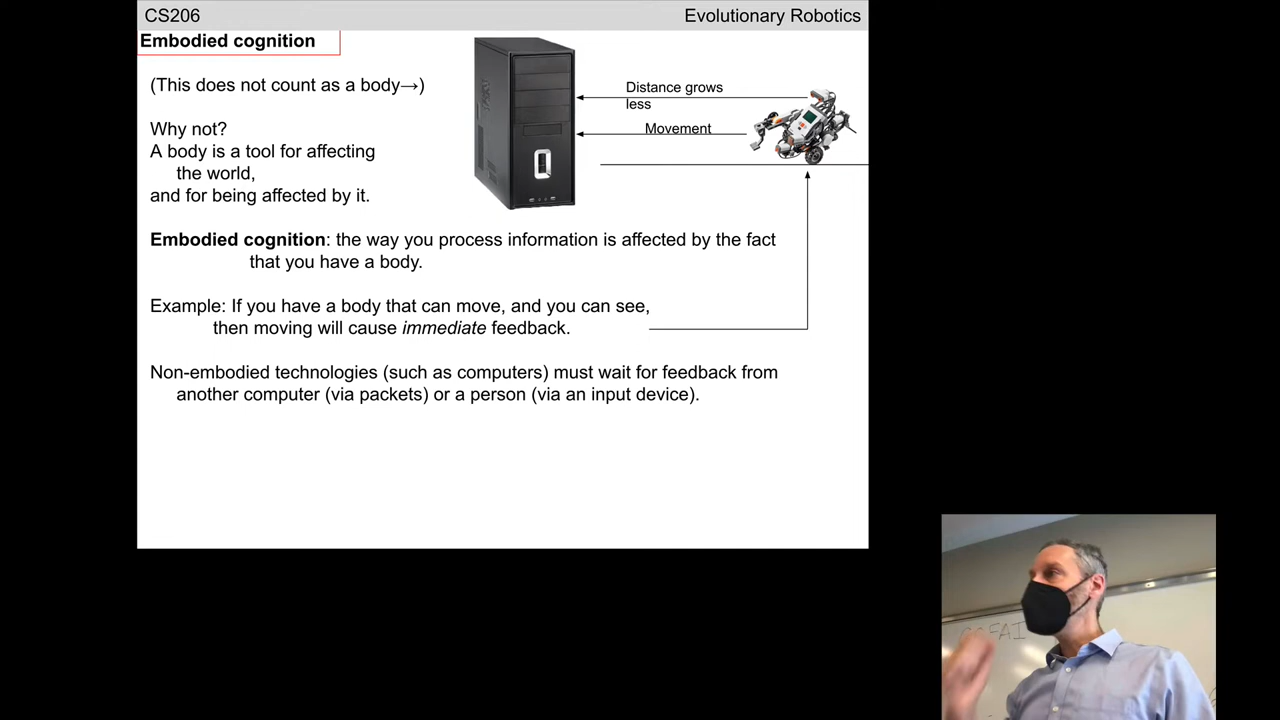 CS206
Evolutionary Robotics
Embodied cognition
(This does not count as a body→)
Why not?
A body is a tool for affecting
the world,
and for being affected by it.
Distance grows
less
Movement
Embodied cognition: the way you process information is affected by the fact
that you have a body.
Example: If you have a body that can move, and you can see,
then moving will cause immediate feedback.
Non-embodied technologies (such as computers) must wait for feedback from
another computer (via packets) or a person (via an input device).
GOFAI